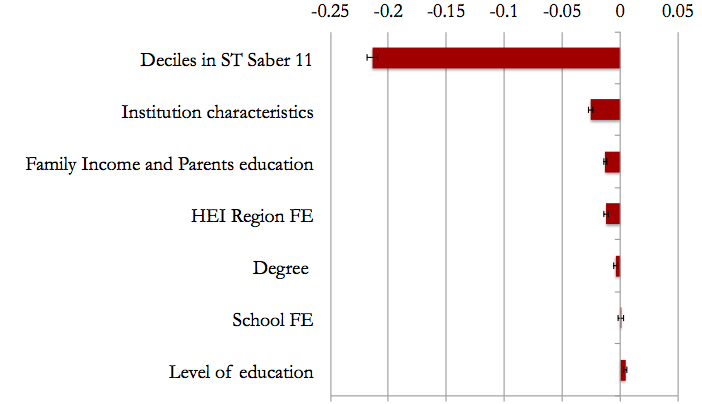 -0.25 -0.2 -0.15 -0.1 -0.05 0 0.05
Deciles in ST Saber 11
Institution characteristics
Family Income and Parents education
HEI Region FE
Degree
School FE
Level of education